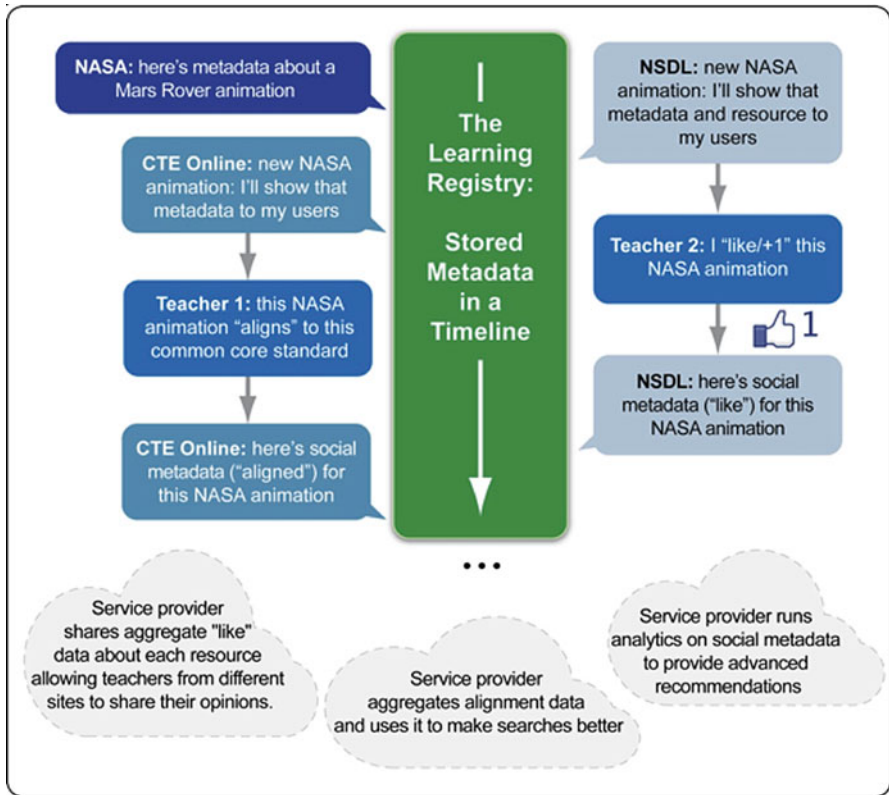 NASA: here's metadata about a
Mars Rover animation
CTE Online: new NASA
animation: I'll show that
metadata to my users
Teacher 1: this NASA
animation “aligns” to this
common core standard
CTE Online: here's social
metadata (“aligned”) for
this NASA animation
The
Learning
Registry:
Stored
Metadata
in a
Timeline
NSDL: new NASA
animation: I'll show that
metadata and resource to
my users
Teacher 2: I “like/+1” this
NASA animation
1
NSDL: here's social
metadata (“like”) for this
NASA animation
...
Service provider
shares aggregate "like"
data about each resource
allowing teachers from different
sites to share their opinions.
Service provider
aggregates alignment data
and uses it to make searches better
Service provider runs
analytics on social metadata
to provide advanced
recommendations